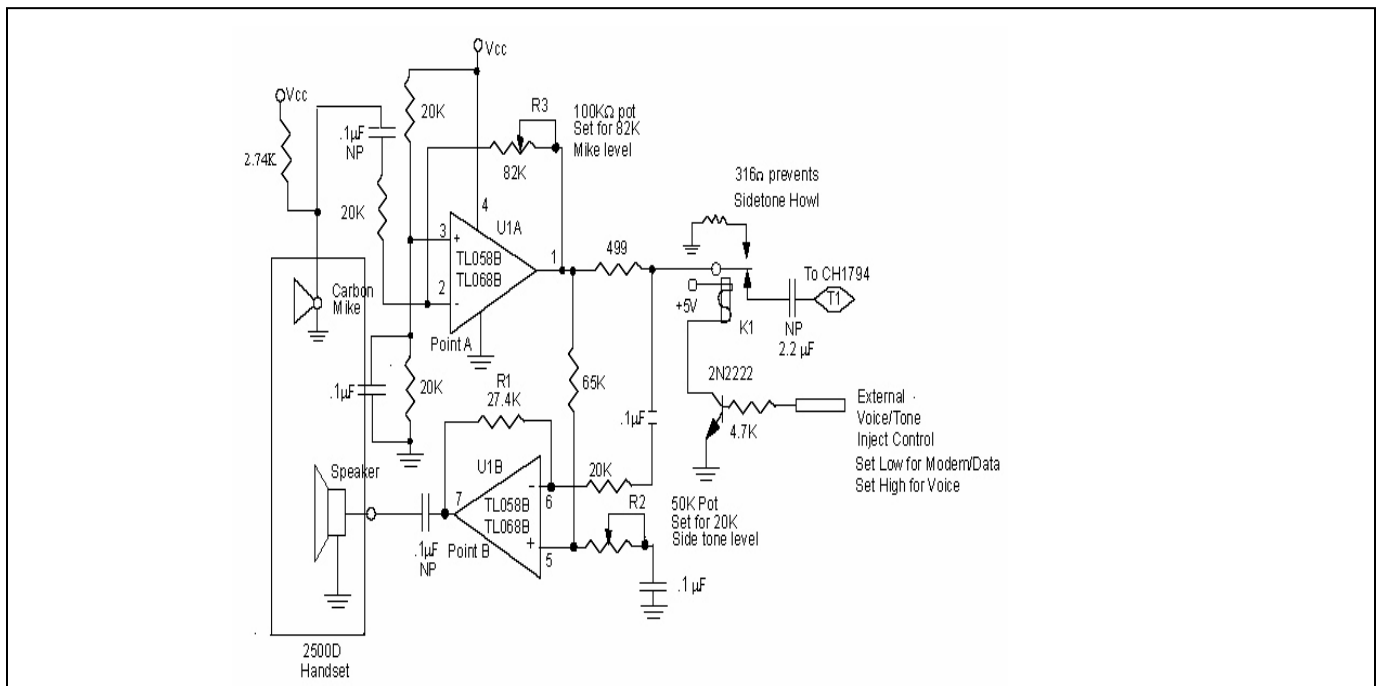 Vcc
Vcc
20K
.1µF
NP
2.74K
20K
R3
100KΩ pot
Set for 82K
Mike level
82K
4
U1A
3
+
TL058B
TL068B
1
2
-
Point A
499
316Ω prevents
Sidetone Howl
To CH1794
T1
+5V
K1
NP
2.2 µF
Carbon
Mike
.1µF
20K
R1
27.4K
65K
.1µF
2N2222
4.7K
External
Voice/Tone
Inject Control
Set Low for Modem/Data
Set High for Voice
Speaker
U1B
7
TL058B
TL068B
-
6
20K
R2
50K Pot
Set for 20K
Side tone level
+
5
.1µF
NP
Point B
.1 µF
2500D
Handset